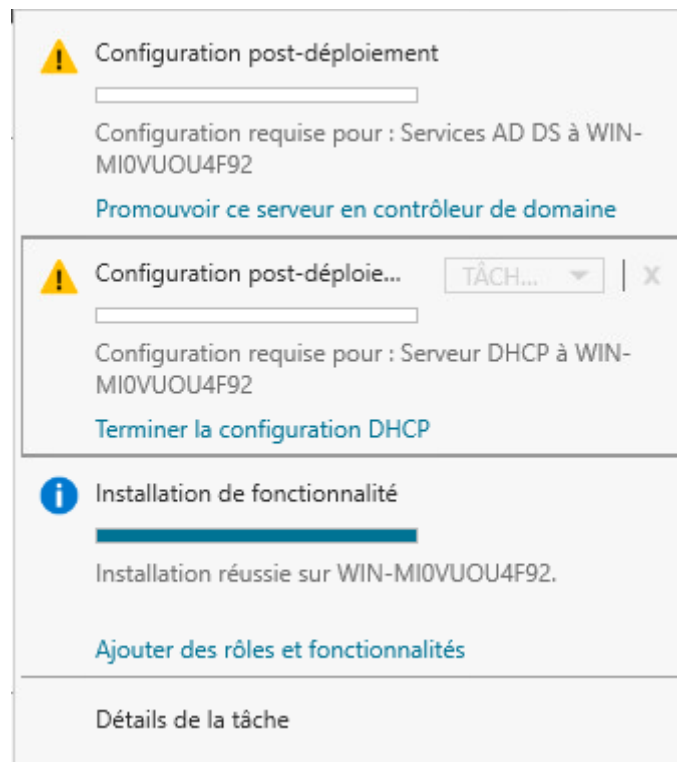 Configuration post-déploiement
Configuration requise pour : Services AD DS à WIN-
MI0VUOU4F92
Promouvoir ce serveur en contrôleur de domaine
Configuration post-déploie...
TÂCH...
X
Configuration requise pour : Serveur DHCP à WIN-
MI0VUOU4F92
Terminer la configuration DHCP
Installation de fonctionnalité
Installation réussie sur WIN-MI0VUOU4F92.
Ajouter des rôles et fonctionnalités
Détails de la tâche